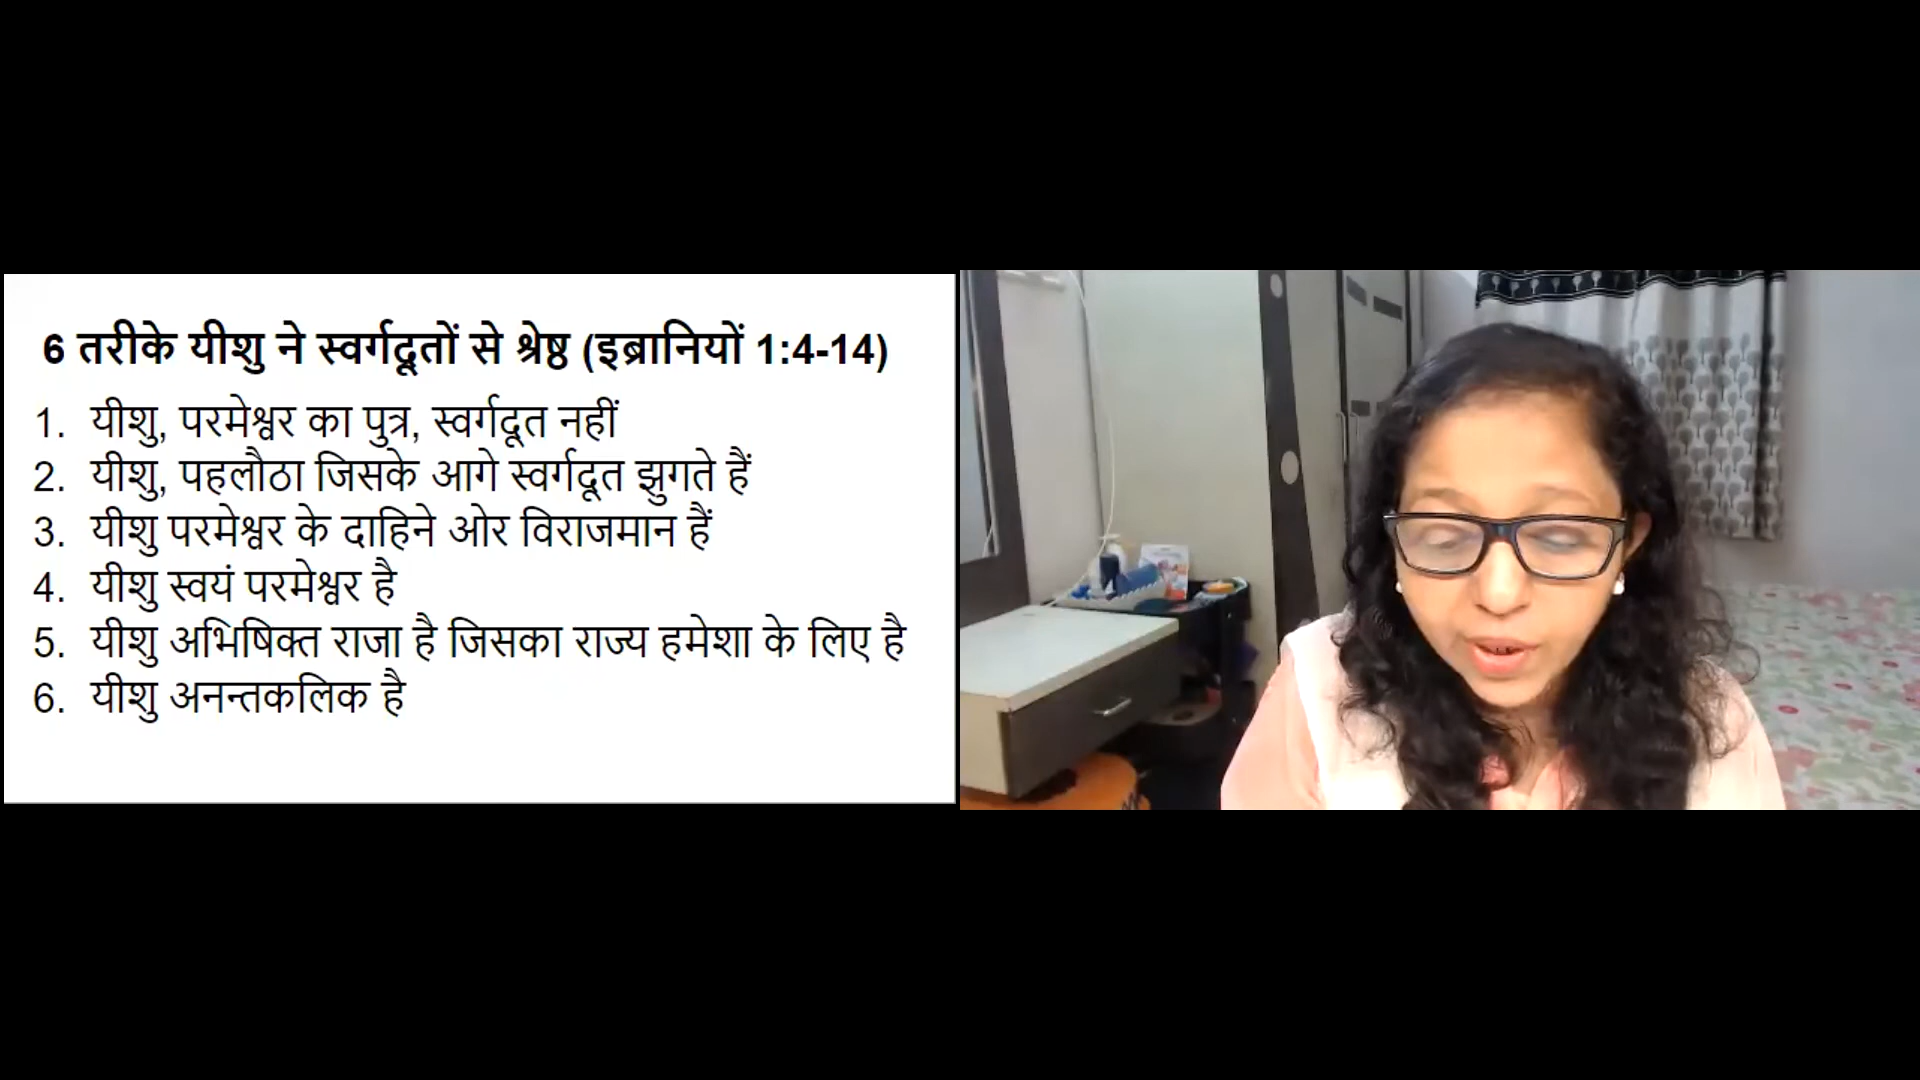 6 तरीके यीशु ने स्वर्गदूतों से श्रेष्ठ (इब्रानियों 1:4-14)
1. यीशु, परमेश्वर का पुत्र, स्वर्गदूत नहीं
2. यीशु, पहलौठा जिसके आगे स्वर्गदूत झुगते हैं
3. यीशु परमेश्वर के दाहिने ओर विराजमान हैं
4. यीशु स्वयं परमेश्वर है
5. यीशु अभिषिक्त राजा है जिसका राज्य हमेशा के लिए है
6. यीशु अनन्तकलिक है